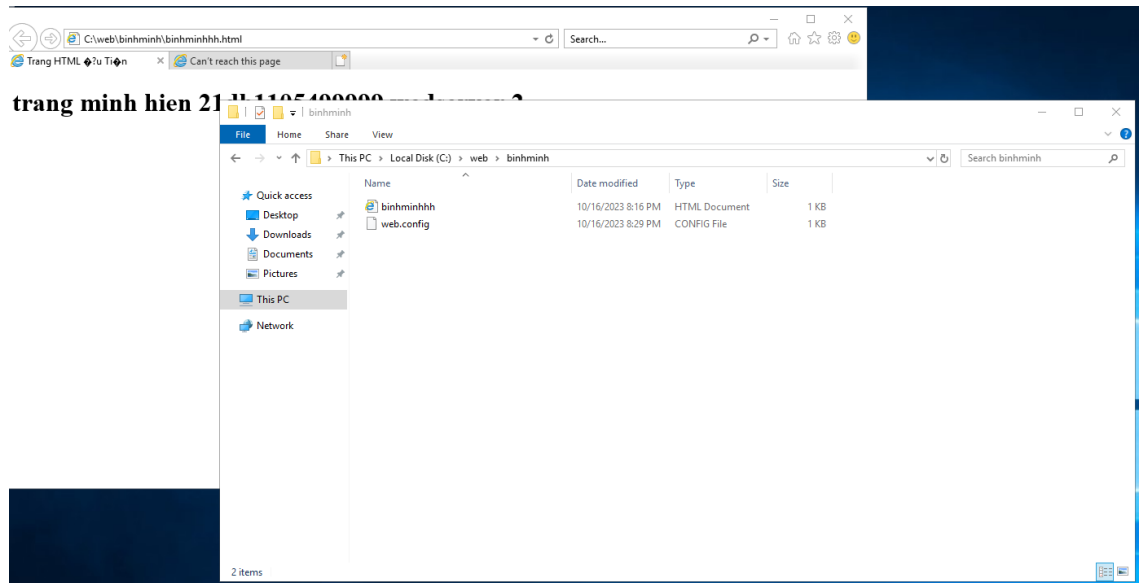 C:\web\binhminh\binhminhhh.html
Search...
Trang HTML �?u Ti�n
Can't reach this page
trang minh hien
binhminh
File Home Share View
This PC > Local Disk (C:) > web > binhminh
Search binhminh
Name Date modified Type Size
Quick access
Desktop
Downloads
Documents
Pictures
This PC
Network
binhminhhh 10/16/2023 8:16 PM HTML Document 1 KB
web.config 10/16/2023 8:29 PM CONFIG File 1 KB
2 items